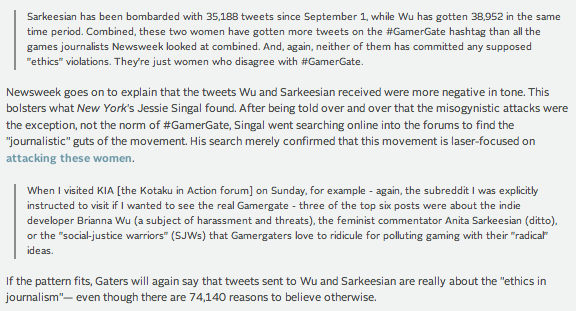 Sarkeesian has been bombarded with 35,188 tweets since September 1, while Wu has gotten 38,952 in the same
time period. Combined, these two women have gotten more tweets on the #GamerGate hashtag than all the
games journalists Newsweek looked at combined. And, again, neither of them has committed any supposed
"ethics" violations. They're just women who disagree with #GamerGate.
Newsweek goes on to explain that the tweets Wu and Sarkeesian received were more negative in tone. This
bolsters what New York's Jessie Singal found. After being told over and over that the misogynistic attacks were
the exception, not the norm of #GamerGate, Singal went searching online into the forums to find the
"journalistic" guts of the movement. His search merely confirmed that this movement is laser-focused on
attacking these women.
When I visited KIA [the Kotaku in Action forum] on Sunday, for example - again, the subreddit I was explicitly
instructed to visit if I wanted to see the real Gamergate - three of the top six posts were about the indie
developer Brianna Wu (a subject of harassment and threats), the feminist commentator Anita Sarkeesian (ditto),
or the "social-justice warriors" (SJWs) that Gamergaters love to ridicule for polluting gaming with their "radical"
ideas.
If the pattern fits, Gaters will again say that tweets sent to Wu and Sarkeesian are really about the "ethics in
journalism"— even though there are 74,140 reasons to believe otherwise.